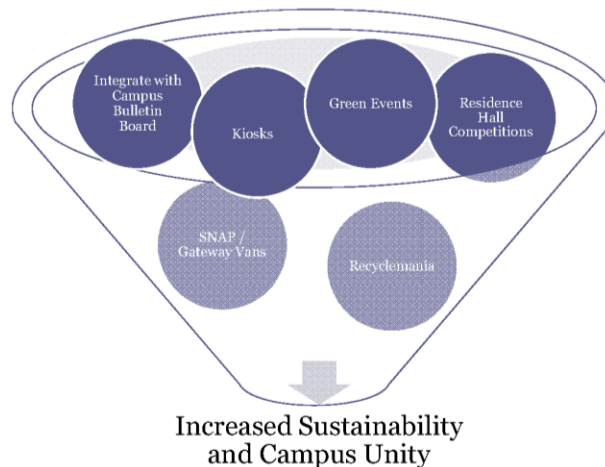 Integrate with
Campus
Bulletin
Board
Kiosks
Green Events
Residence
Hall
Competitions
SNAP /
Gateway Vans
Recyclemania
Increased Sustainability
and Campus Unity